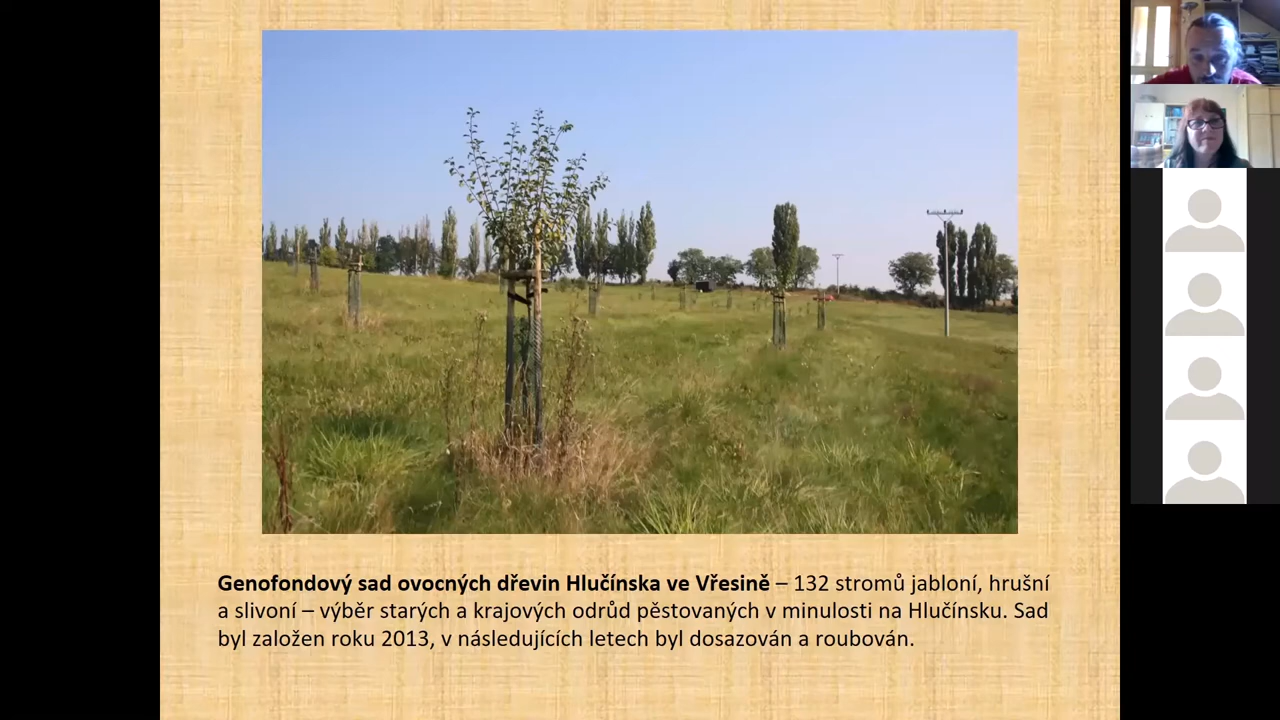 Genofondový sad ovocných dřevin Hlučínska ve Vřesině – 132 stromů jabloní, hrušní
a slivoní – výběr starých a krajových odrůd pěstovaných v minulosti na Hlučínsku. Sad
byl založen roku 2013, v následujících letech byl dosazován a roubován.